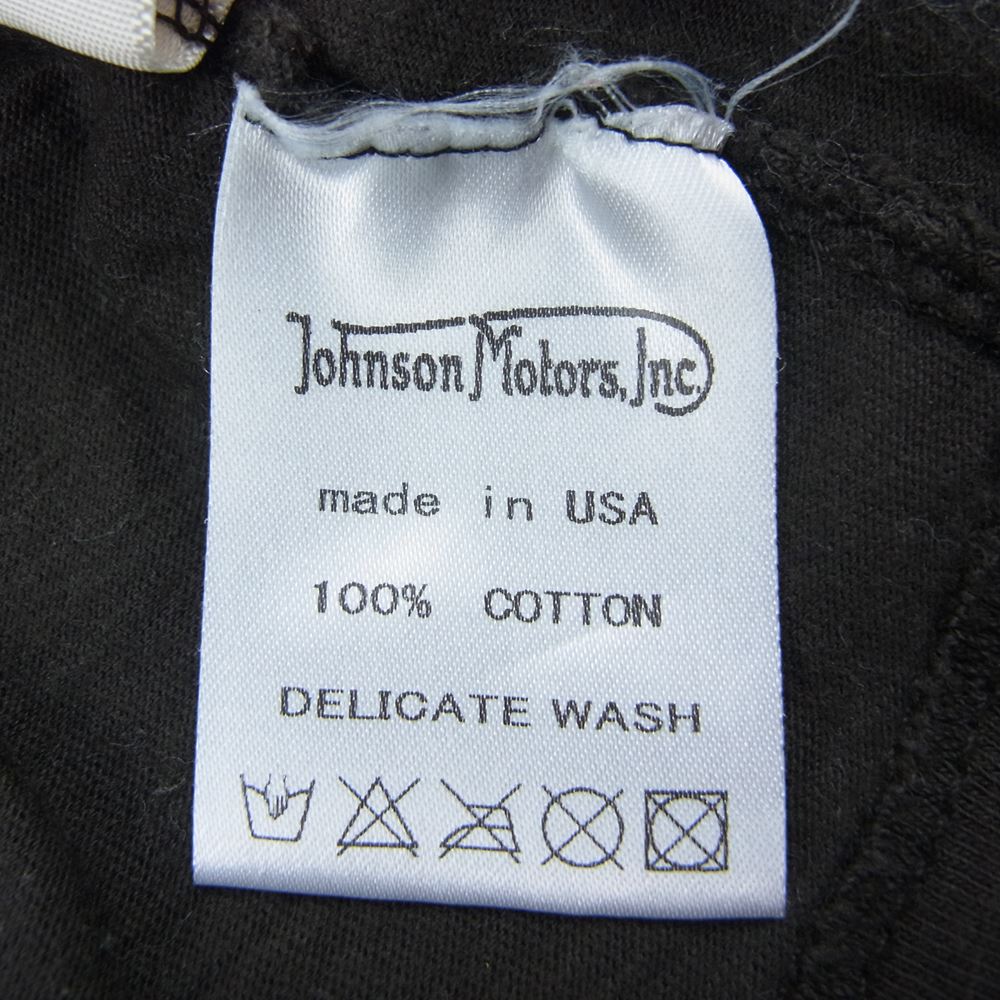 Johnson Motors, Inc.
made in USA
100% COTTON
DELICATE WASH